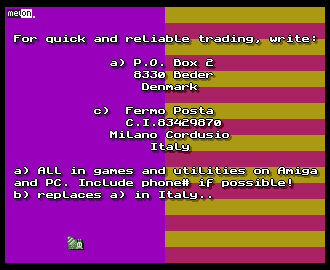 meton.
For quick and reliable trading, write:
a) P.O. Box 2
8330 Beder
Denmark
c) Fermo Posta
C.I.83429870
Milano Cordusio
Italy
a) ALL in games and utilities on Amiga
and PC. Include phone# if possible!
b) replaces a) in Italy..